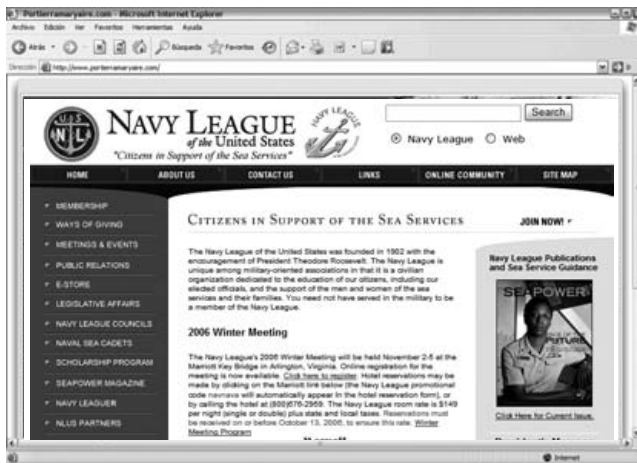 Portierramaryaire.com - Microsoft Internet Explorer
Archivo Edición Ver Favoritos Herramientas Ayuda
Atrás Búsqueda Favoritos
Dirección http://www.portierramaryaire.com/
NAVY LEAGUE
of the United States
"Citizens in Support of the Sea Services"
NAVY LEAGUE
Search
Navy League Web
HOME ABOUT US CONTACT US LINKS ONLINE COMMUNITY SITE MAP
MEMBERSHIP
WAYS OF GIVING
MEETINGS & EVENTS
PUBLIC RELATIONS
E-STORE
LEGISLATIVE AFFAIRS
NAVY LEAGUE COUNCILS
NAVAL SEA CADETS
SCHOLARSHIP PROGRAM
SEAPOWER MAGAZINE
NAVY LEAGUER
NLUS PARTNERS
CITIZENS IN SUPPORT OF THE SEA SERVICES
JOIN NOW!
The Navy League of the United States was founded in 1902 with the
encouragement of President Theodore Roosevelt. The Navy League is
unique among military-oriented associations in that it is a civilian
organization dedicated to the education of our citizens, including our
elected officials, and the support of the men and women of the sea
services and their families. You need not have served in the military to be
a member of the Navy League.
2006 Winter Meeting
The Navy League's 2006 Winter Meeting will be held November 2-5 at the
Marriott Key Bridge in Arlington, Virginia. Online registration for the
meeting is now available. Click here to register. Hotel reservations may be
made by clicking on the Marriott link below (the Navy League promotional
code navnava will automatically appear in the hotel reservation form), or
by calling the hotel at (800)676-2959. The Navy League room rate is $149
per night (single or double) plus state and local taxes. Reservations must
be received on or before October 13, 2006, to ensure this rate. Winter
Meeting Program
Navy League Publications
and Sea Service Guidance
SEAPOWER
FUTURE
Click Here for Current Issue.
Internet